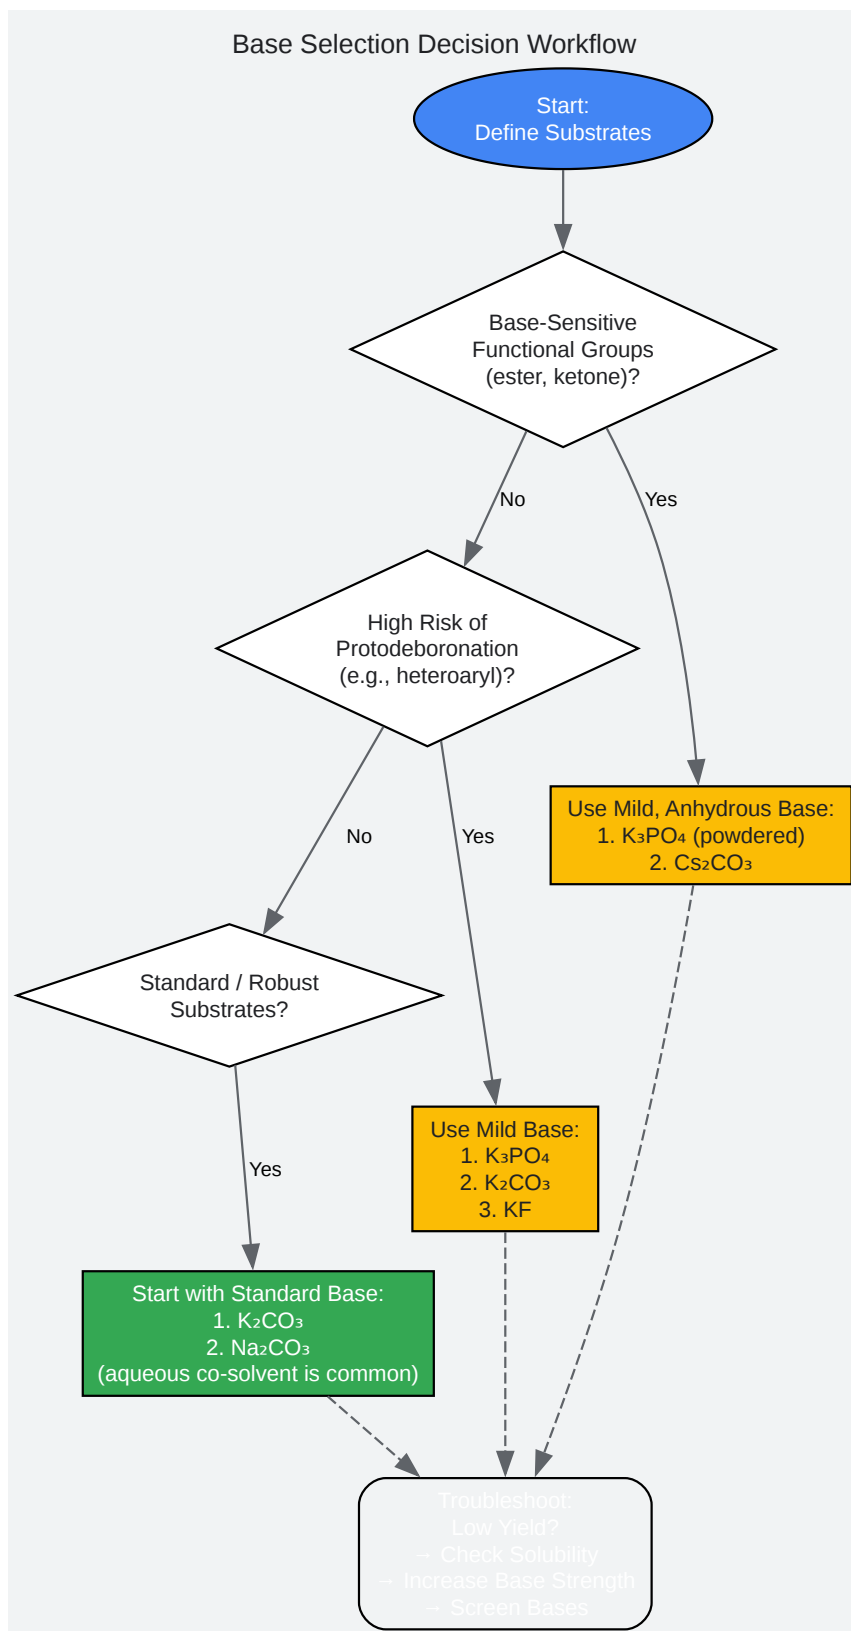 Base Selection Decision Workflow
Start:
Define Substrates
Base-Sensitive
Functional Groups
(ester, ketone)?
No
Yes
High Risk of
Protodeboronation
(e.g., heteroaryl)?
No
Yes
Use Mild, Anhydrous Base:
1. K₃PO₄ (powdered)
2. Cs₂CO₃
Standard / Robust
Substrates?
Yes
Use Mild Base:
1. K₃PO₄
2. K₂CO₃
3. KF
Start with Standard Base:
1. K₂CO₃
2. Na₂CO₃
(aqueous co-solvent is common)
Troubleshoot:
Low Yield?
→ Check Solubility
→ Increase Base Strength
→ Screen Bases